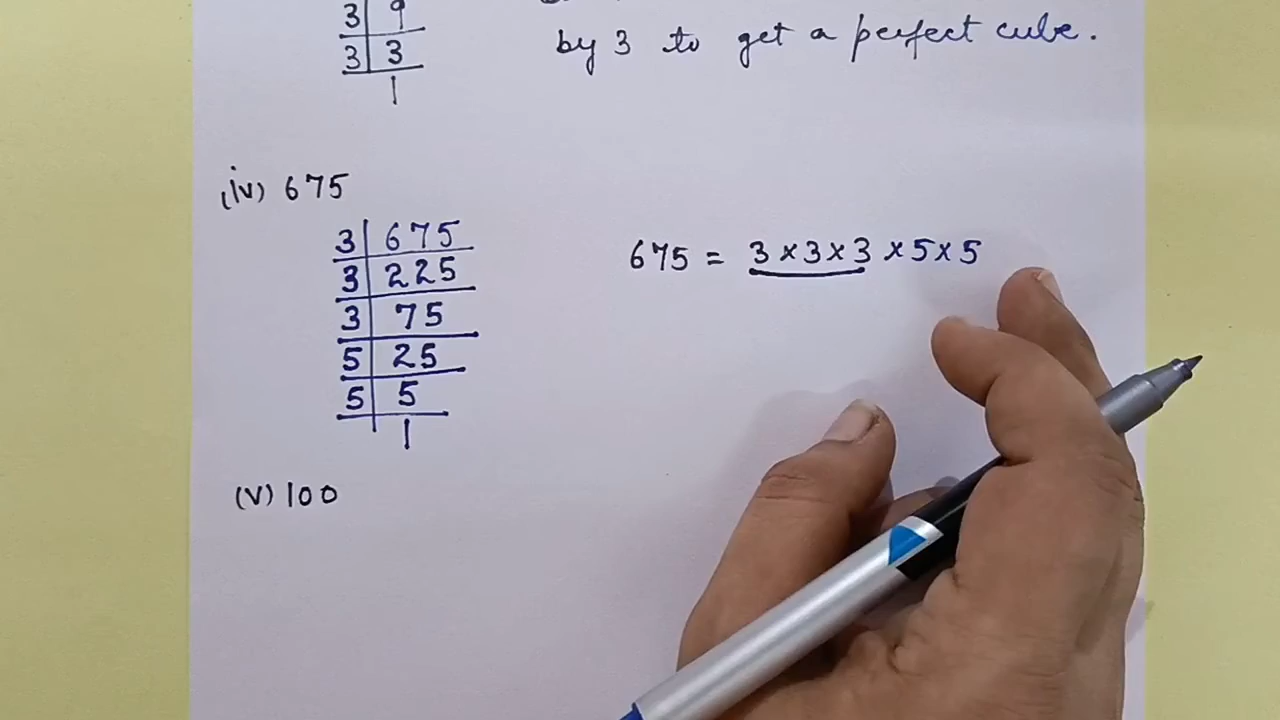 3 | 9
3 | 3
1
by 3 to get a perfect cube.
(iv) 675
3 | 675
3 | 225
3 | 75
5 | 25
5 | 5
1
675 = 3 × 3 × 3 × 5 × 5
(v) 100